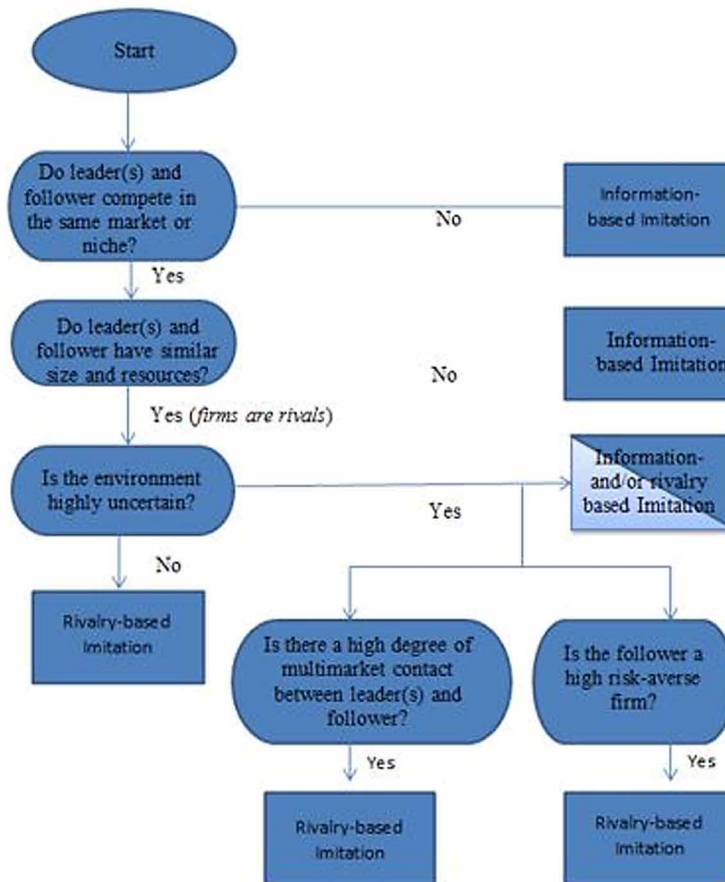 Start
Do leader(s) and
follower compete in
the same market or
niche?
No
Information-
based Imitation
Yes
Do leader(s) and
follower have similar
size and resources?
No
Information-
based Imitation
Yes (firms are rivals)
Is the environment
highly uncertain?
Yes
Information-
and/or rivalry
based Imitation
No
Rivalry-based
Imitation
Is there a high degree of
multimarket contact
between leader(s) and
follower?
Is the follower a
high risk-averse
firm?
Yes
Yes
Rivalry-based
Imitation
Rivalry-based
Imitation